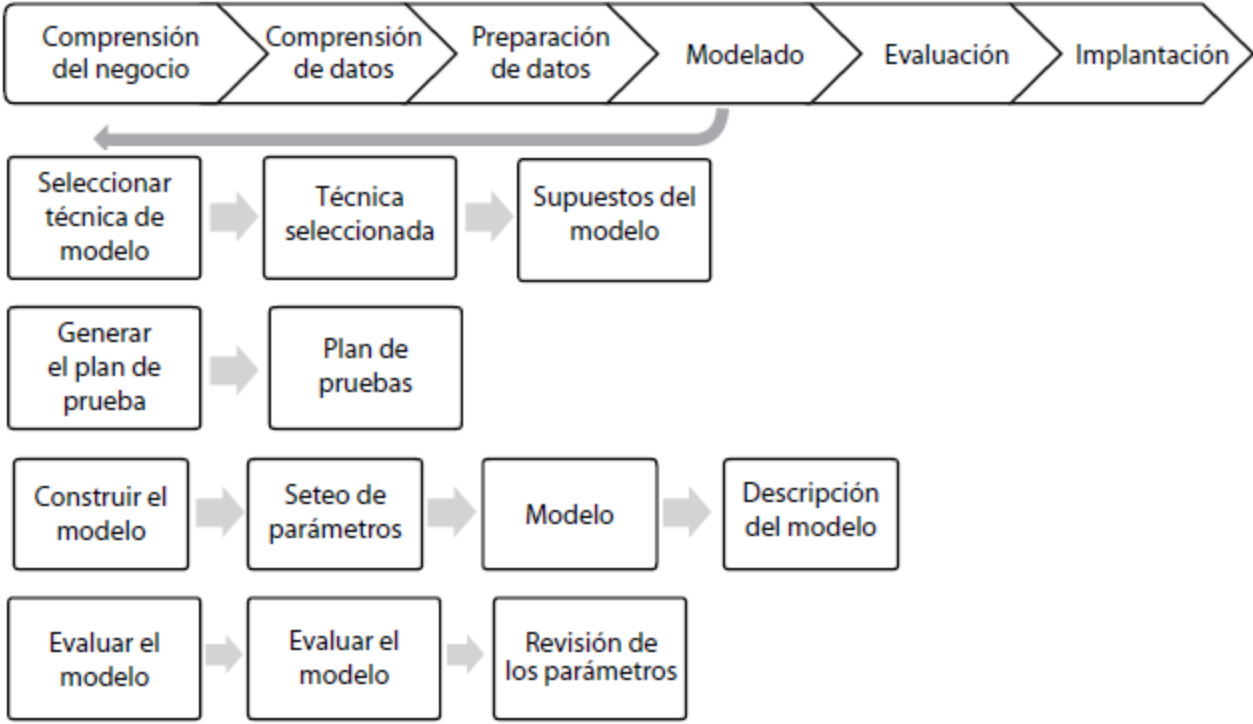 Comprensión
del negocio
Comprensión
de datos
Preparación
de datos
Modelado
Evaluación
Implantación
Seleccionar
técnica de
modelo
Técnica
seleccionada
Supuestos del
modelo
Generar
el plan de
prueba
Plan de
pruebas
Construir el
modelo
Seteo de
parámetros
Modelo
Descripción
del modelo
Evaluar el
modelo
Evaluar el
modelo
Revisión de
los parámetros